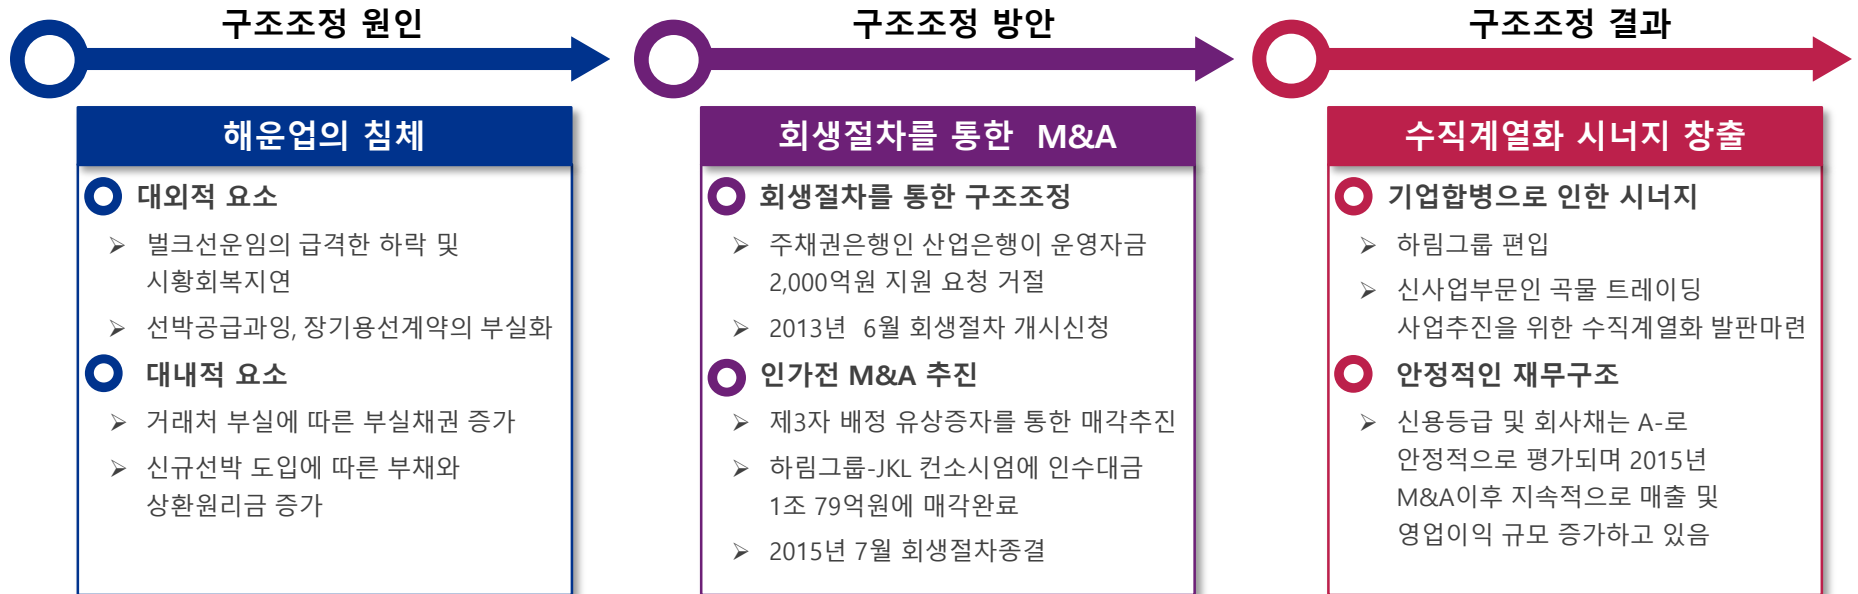 구조조정 원인
해운업의 침체
대외적 요소
벌크선운임의 급격한 하락 및
시황회복지연
선박공급과잉, 장기용선계약의 부실화
대내적 요소
거래처 부실에 따른 부실채권 증가
신규선박 도입에 따른 부채와
상환원리금 증가
구조조정 방안
회생절차를 통한 M&A
회생절차를 통한 구조조정
주채권은행인 산업은행이 운영자금
2,000억원 지원 요청 거절
2013년 6월 회생절차 개시신청
인가전 M&A 추진
제3자 배정 유상증자를 통한 매각추진
하림그룹-JKL 컨소시엄에 인수대금
1조 79억원에 매각완료
2015년 7월 회생절차종결
구조조정 결과
수직계열화 시너지 창출
기업합병으로 인한 시너지
하림그룹 편입
신사업부문인 곡물 트레이딩
사업추진을 위한 수직계열화 발판마련
안정적인 재무구조
신용등급 및 회사채는 A-로
안정적으로 평가되며 2015년
M&A이후 지속적으로 매출 및
영업이익 규모 증가하고 있음